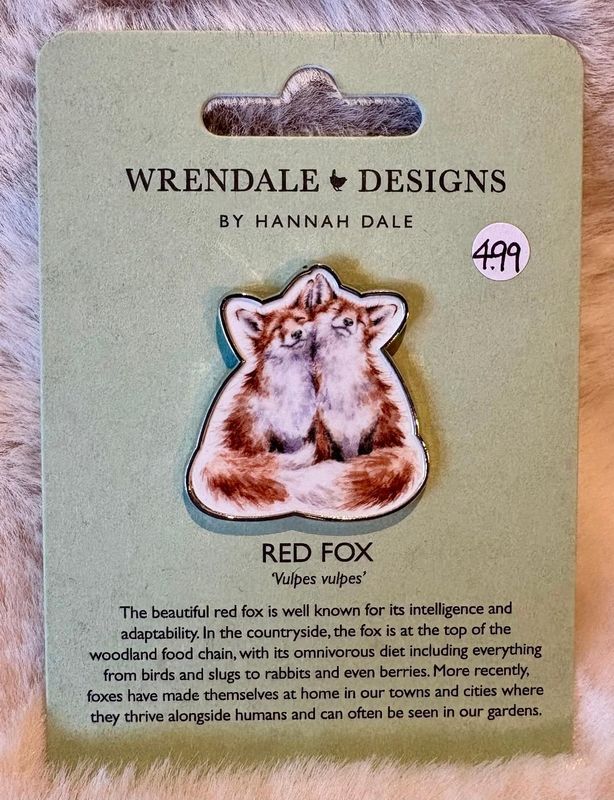 WRENDALE DESIGNS
BY HANNAH DALE
4.99
RED FOX
'Vulpes vulpes'
The beautiful red fox is well known for its intelligence and
adaptability. In the countryside, the fox is at the top of the
woodland food chain, with its omnivorous diet including everything
from birds and slugs to rabbits and even berries. More recently,
foxes have made themselves at home in our towns and cities where
they thrive alongside humans and can often be seen in our gardens.